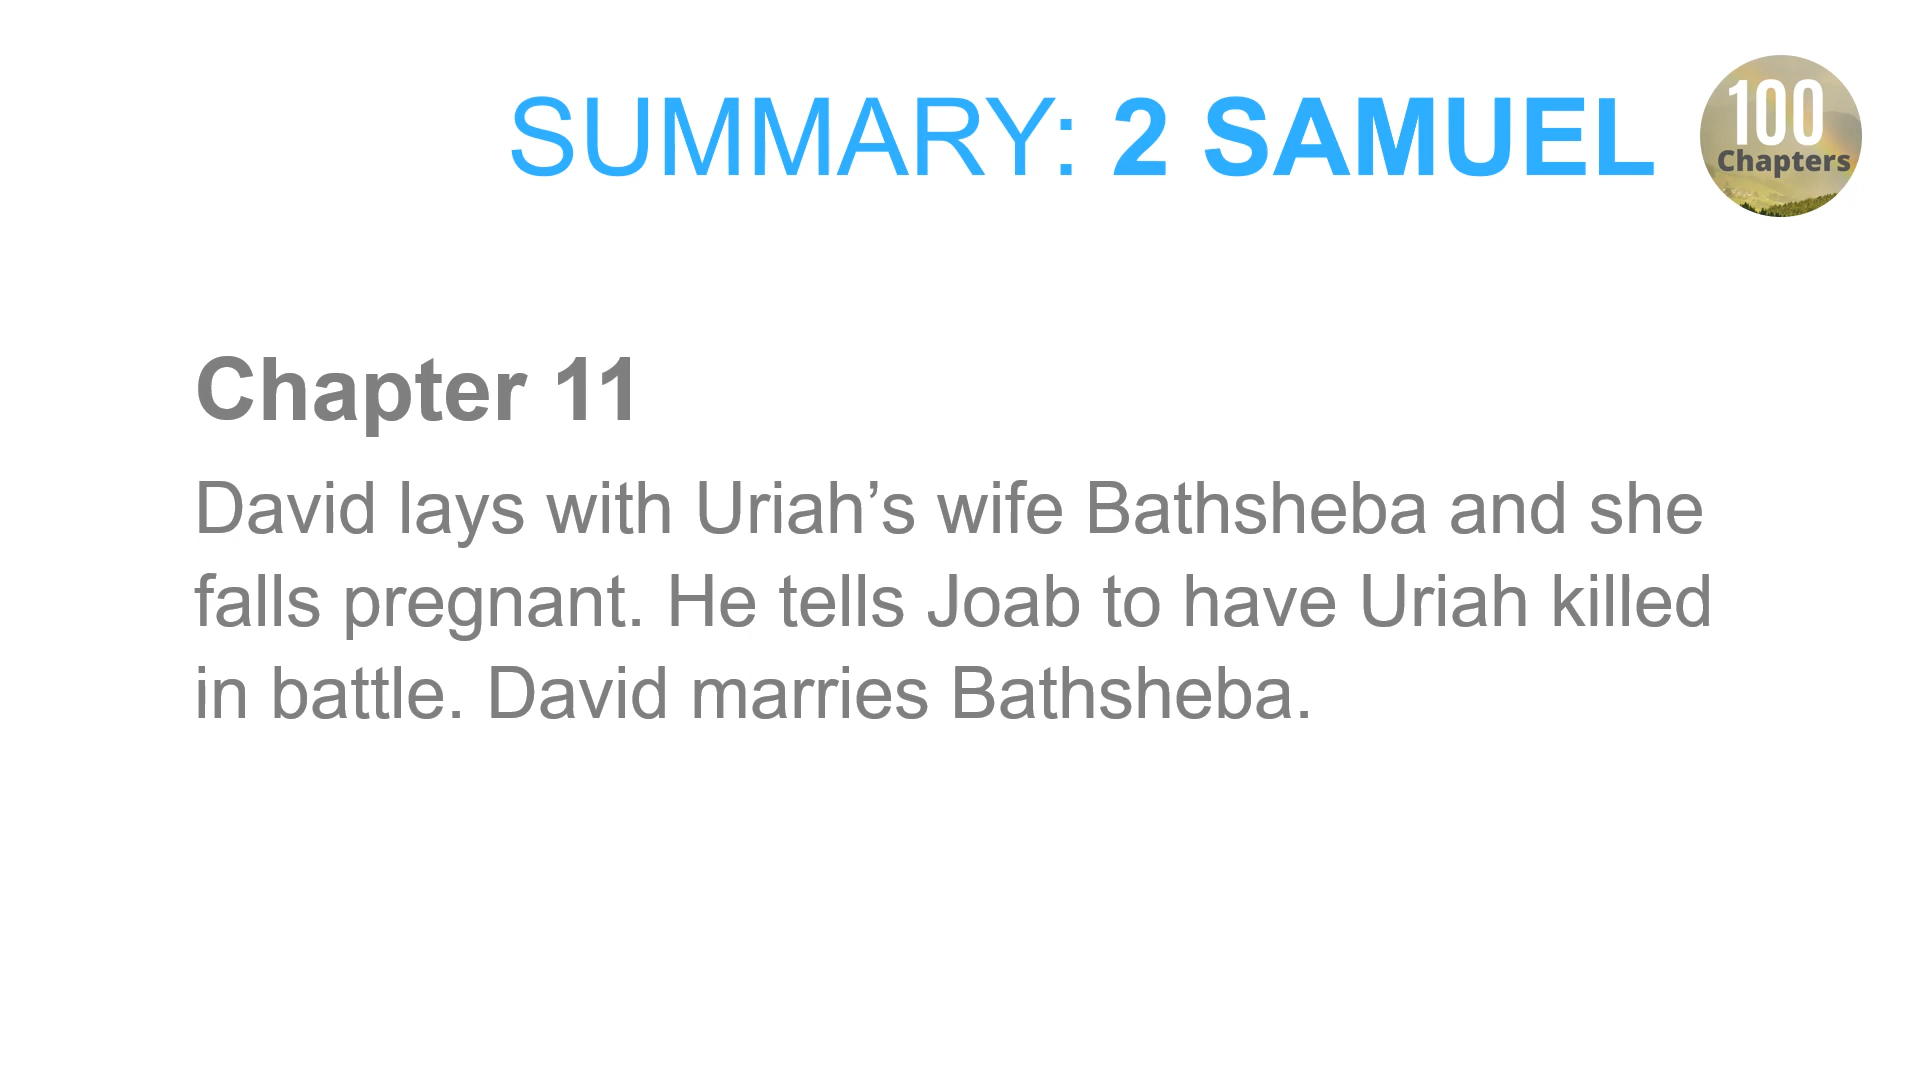 SUMMARY: 2 SAMUEL
100
Chapters
Chapter 11
David lays with Uriah’s wife Bathsheba and she
falls pregnant. He tells Joab to have Uriah killed
in battle. David marries Bathsheba.